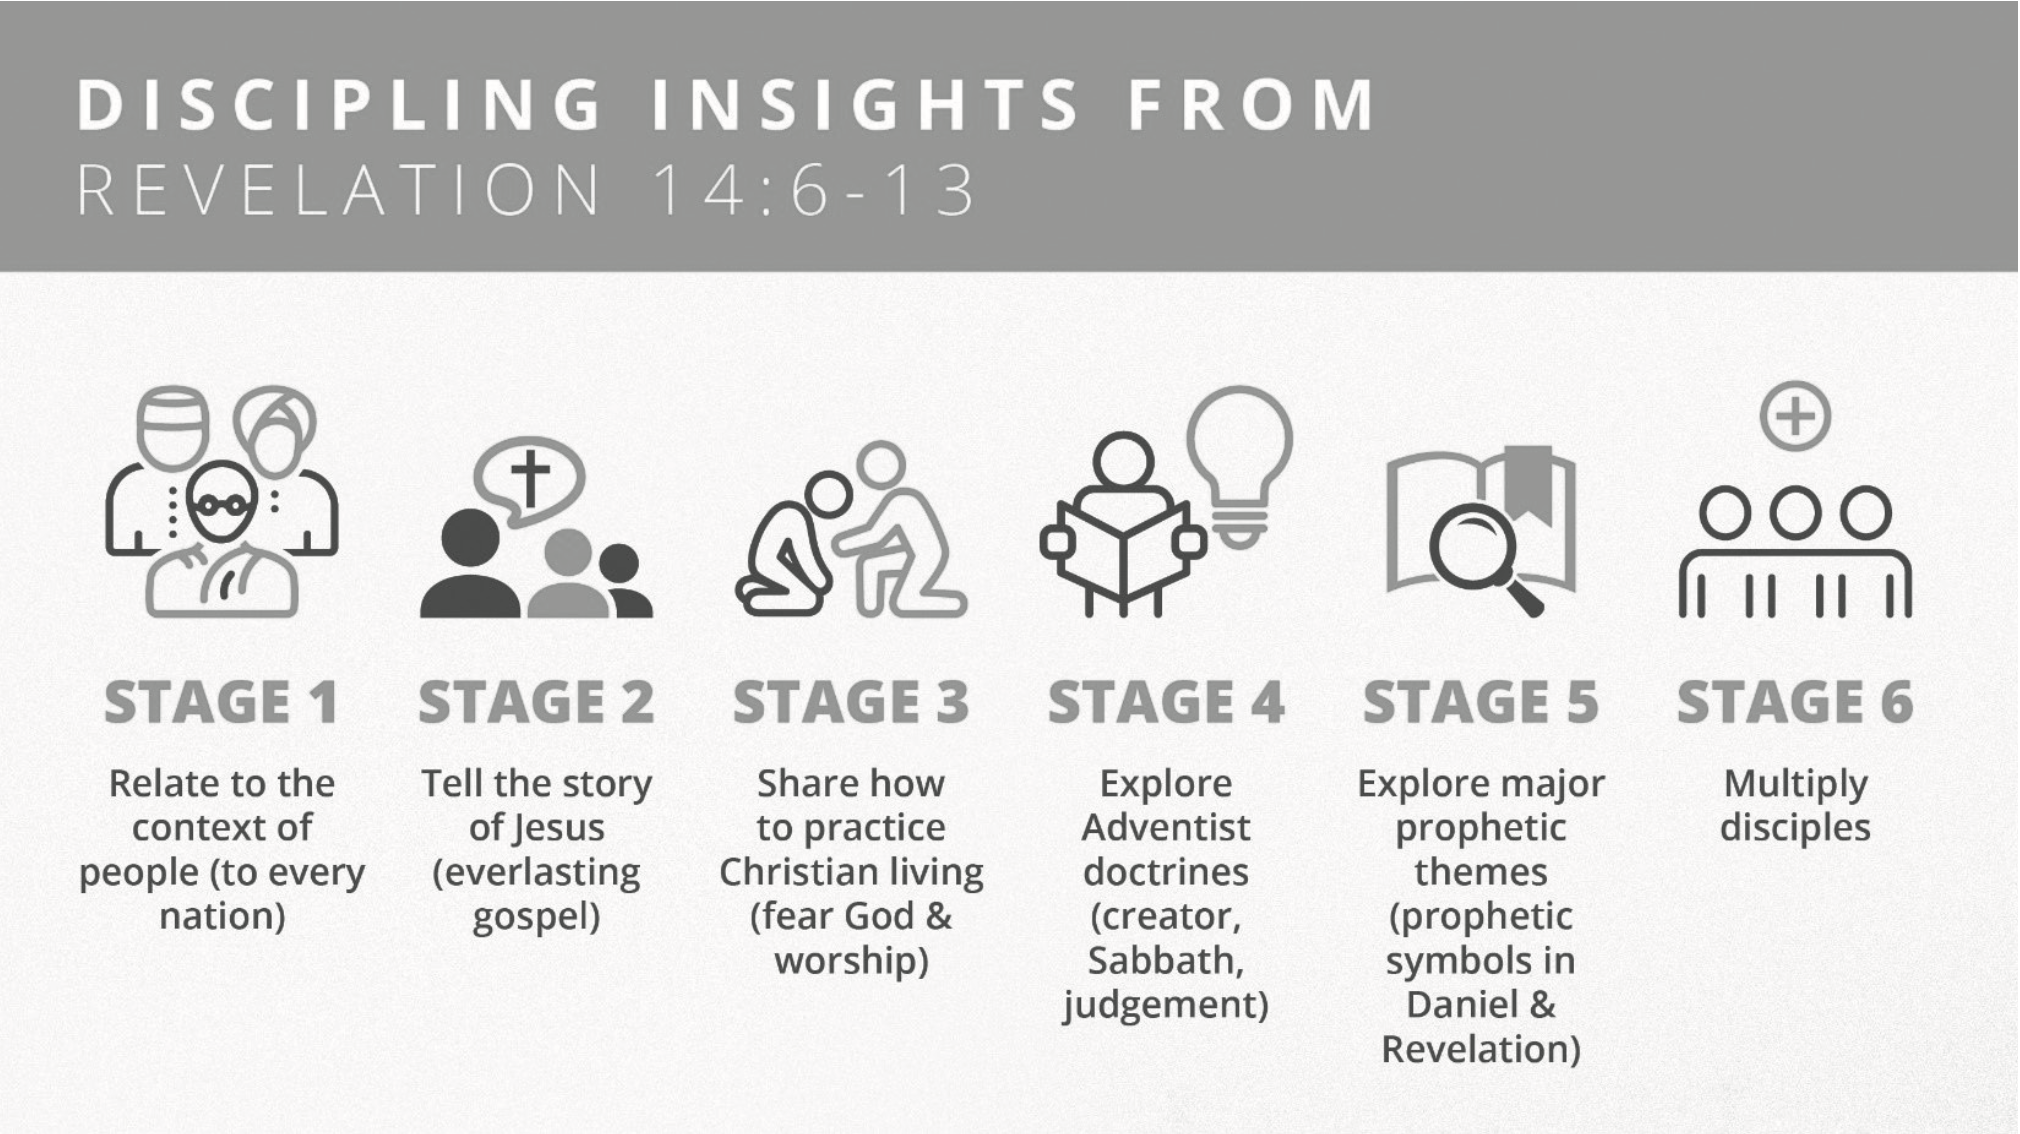 DISCIPLING INSIGHTS FROM
REVELATION 14:6-13
STAGE 1
Relate to the
context of
people (to every
nation)
STAGE 2
Tell the story
of Jesus
(everlasting
gospel)
STAGE 3
Share how
to practice
Christian living
(fear God &
worship)
STAGE 4
Explore
Adventist
doctrines
(creator,
Sabbath,
judgement)
STAGE 5
Explore major
prophetic
themes
(prophetic
symbols in
Daniel &
Revelation)
STAGE 6
Multiply
disciples